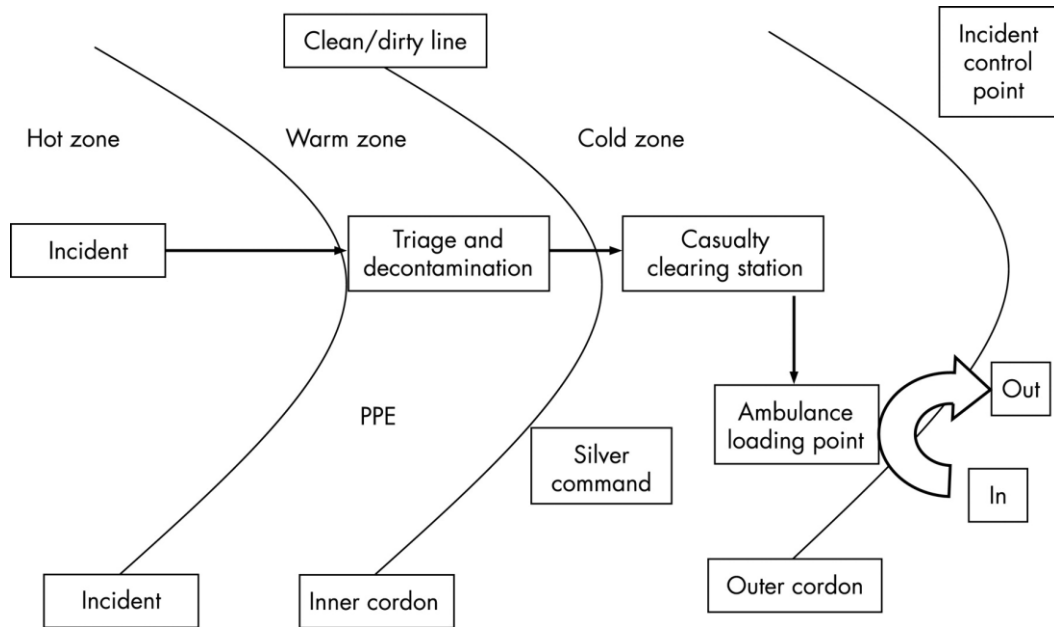 Clean/dirty line
Incident
control
point
Hot zone
Warm zone
Cold zone
Incident
Triage and
decontamination
Casualty
clearing station
PPE
Ambulance
loading point
Out
Silver
command
In
Incident
Inner cordon
Outer cordon